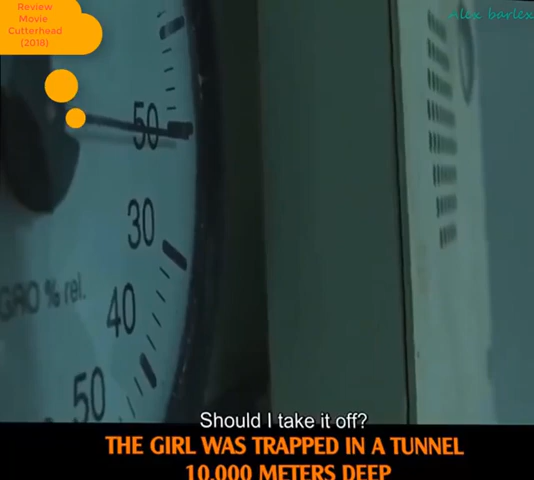 Review
Movie
Cutterhead
(2018)
Alex barlex
50
30
GRO % rel.
40
50
Should I take it off?
THE GIRL WAS TRAPPED IN A TUNNEL
10.000 METERS DEEP